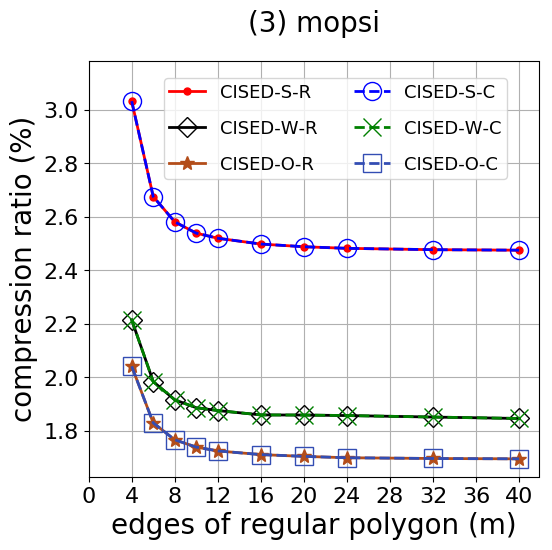 (3) mopsi
compression ratio (%)
3.0
2.8
2.6
2.4
2.2
2.0
1.8
CISED-S-R CISED-S-C
CISED-W-R CISED-W-C
CISED-O-R CISED-O-C
0 4 8 12 16 20 24 28 32 36 40
edges of regular polygon (m)